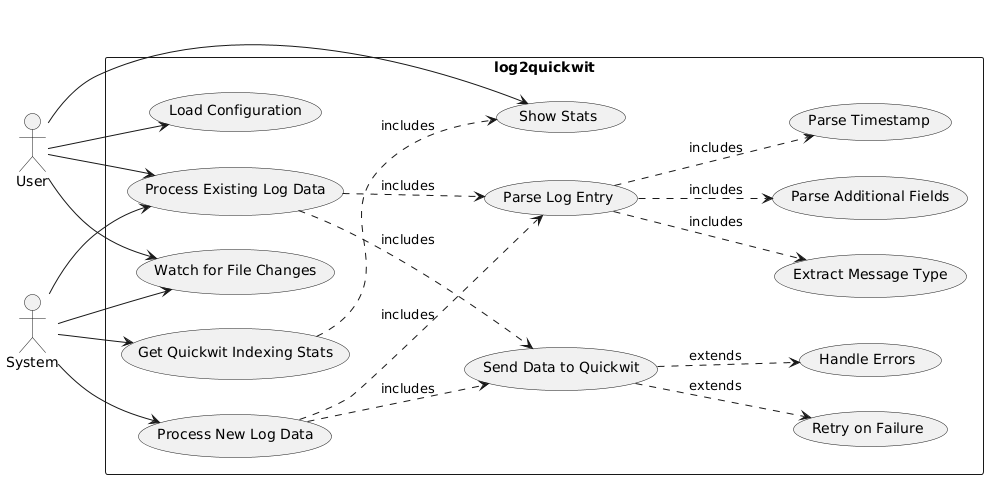 log2quickwit
User
System
Load Configuration
Process Existing Log Data
Watch for File Changes
Get Quickwit Indexing Stats
Process New Log Data
includes
includes
includes
includes
includes
Show Stats
Parse Log Entry
Send Data to Quickwit
includes
includes
includes
extends
extends
Parse Timestamp
Parse Additional Fields
Extract Message Type
Handle Errors
Retry on Failure